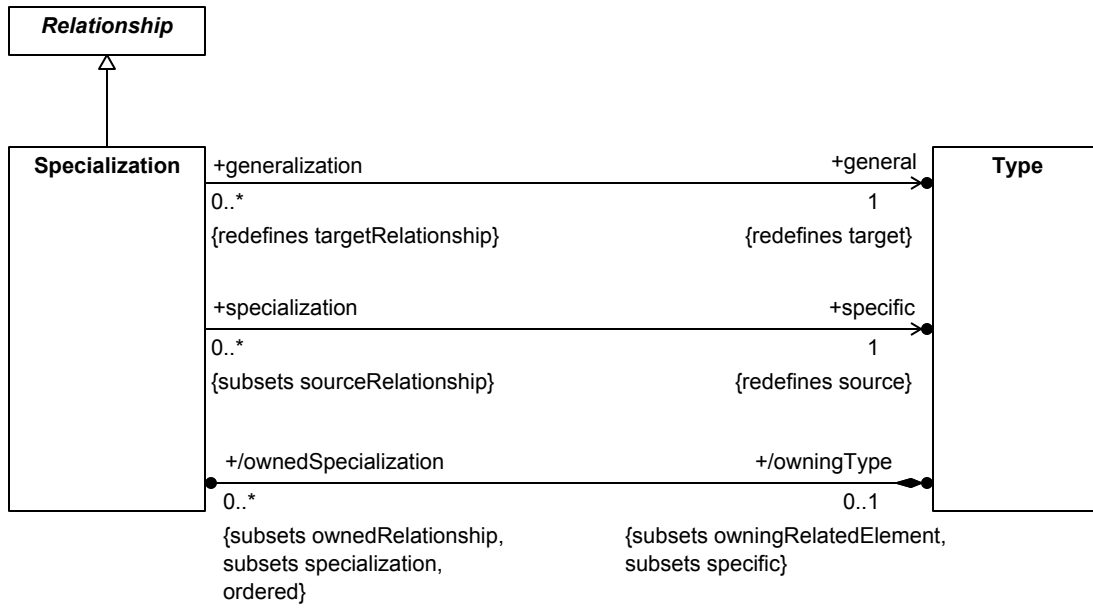 Relationship
Specialization
Type
+generalization
+general
0..*
1
{redefines targetRelationship}
{redefines target}
+specialization
+specific
0..*
1
{subsets sourceRelationship}
{redefines source}
+/ownedSpecialization
+/owningType
0..*
0..1
{subsets ownedRelationship,
subsets specialization,
ordered}
{subsets owningRelatedElement,
subsets specific}